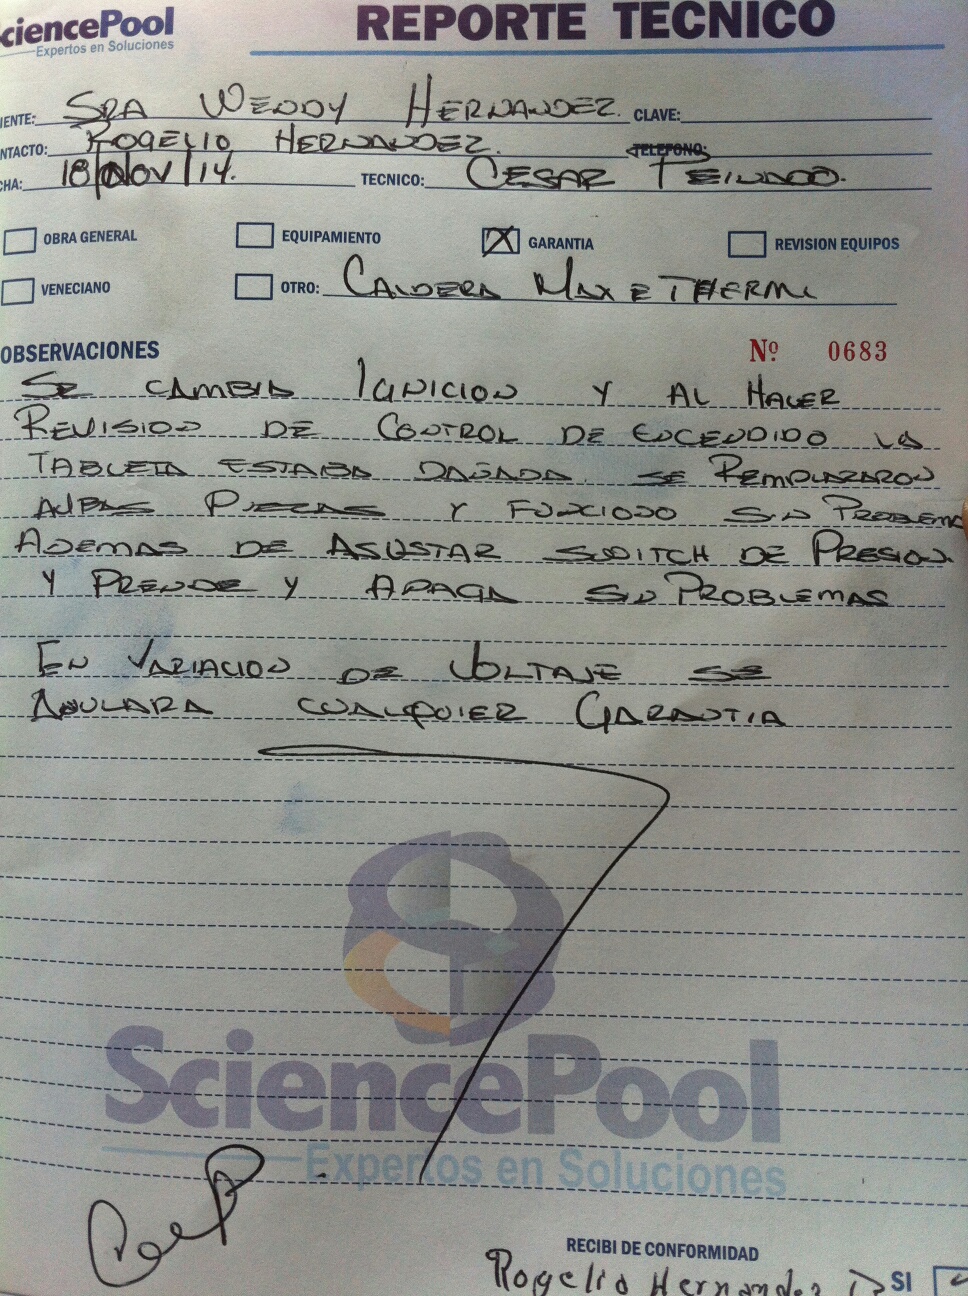 SciencePool
Expertos en Soluciones
REPORTE TECNICO
IENTE: SRA WENDY HERNANDEZ. CLAVE:
NTACTO: ROGELIO HERNANDEZ. TELEFONO:
CHA: 18/NOV/14. TECNICO: CESAR TEINADO.
OBRA GENERAL EQUIPAMIENTO GARANTIA REVISION EQUIPOS
VENECIANO OTRO: CALDERA MAX E THERM
OBSERVACIONES Nº 0683
SE CAMBIA IGNICION Y AL HACER
REVISION DE CONTROL DE ENCENDIDO LA
TABLETA ESTABA DAÑADA. SE REMPLAZARON
AMBAS PIEZAS Y FUNCIONO SIN PROBLEMA
ADEMAS DE AJUSTAR SWITCH DE PRESION.
Y PRENDE Y APAGA SIN PROBLEMAS
EN VARIACION DE VOLTAJE SE
ANULARA CUALQUIER GARANTIA
SciencePool
Expertos en Soluciones
RECIBI DE CONFORMIDAD
Rogelio Hernandez SI